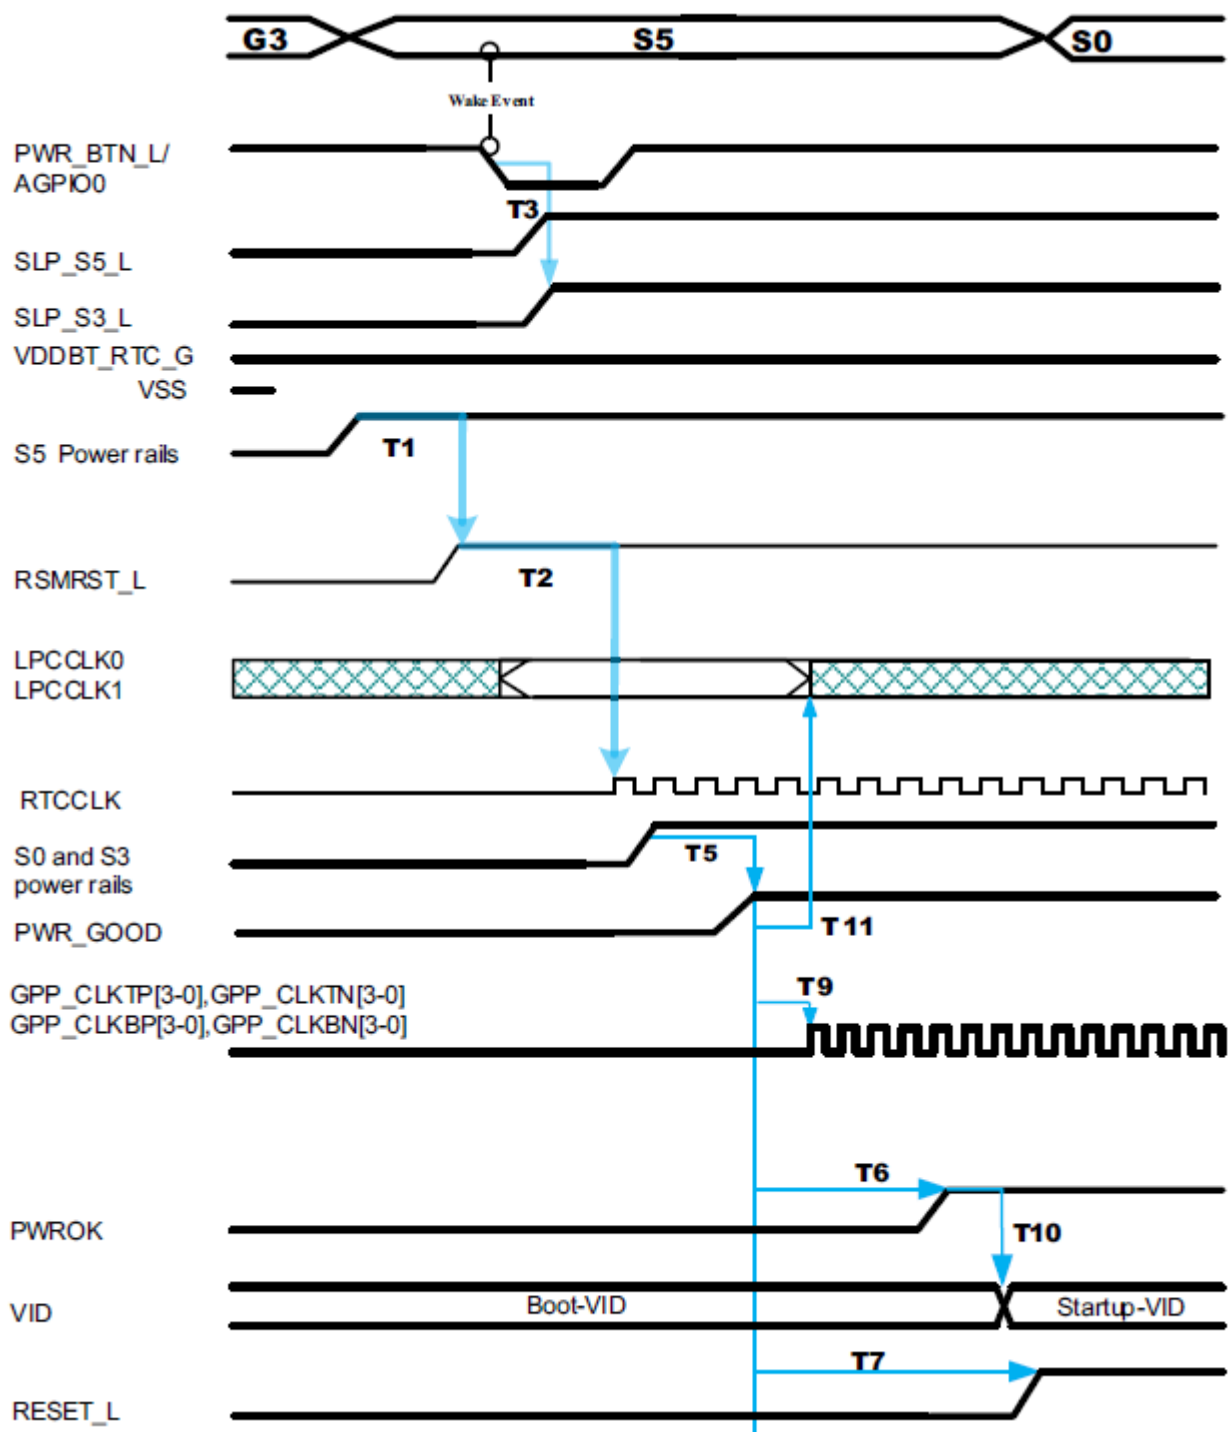 G3 S5 S0
Wake Event
PWR_BTN_L/
AGPIO0
T3
SLP_S5_L
SLP_S3_L
VDDBT_RTC_G
VSS
S5 Power rails
T1
RSMRST_L
T2
LPCCLK0
LPCCLK1
RTCCLK
S0 and S3
power rails
T5
PWR_GOOD
T11
GPP_CLKTP[3-0],GPP_CLKTN[3-0]
GPP_CLKBP[3-0],GPP_CLKBN[3-0]
T9
T6
PWROK
T10
VID
Boot-VID
Startup-VID
T7
RESET_L